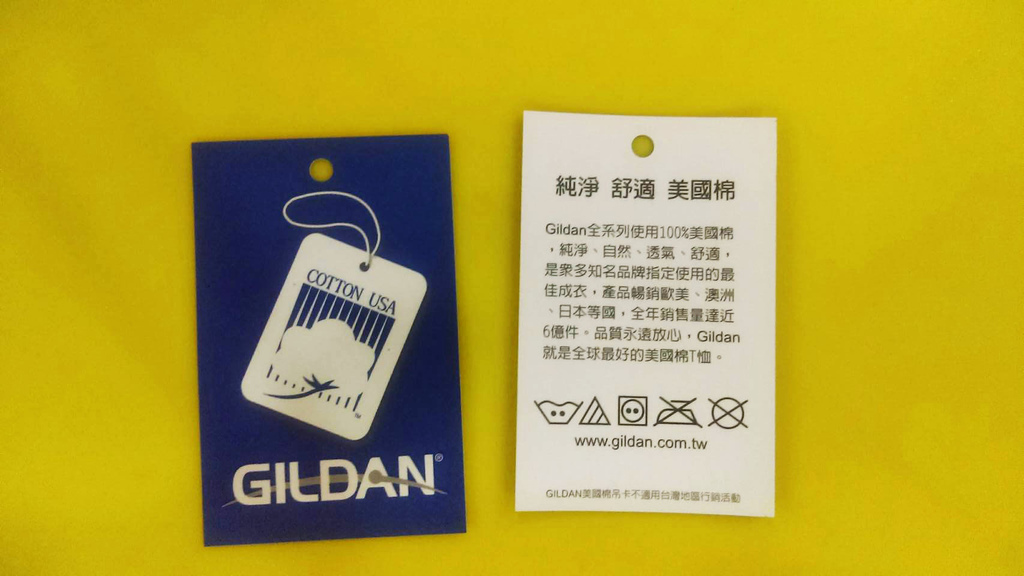 COTTON USA
TM
GILDAN®
純淨 舒適 美國棉
Gildan全系列使用100%美國棉
,純淨、自然、透氣、舒適,
是眾多知名品牌指定使用的最
佳成衣,產品暢銷歐美、澳洲
、日本等國,全年銷售量達近
6億件。品質永遠放心,Gildan
就是全球最好的美國棉T恤。
www.gildan.com.tw
GILDAN美國棉吊卡不適用台灣地區行銷活動